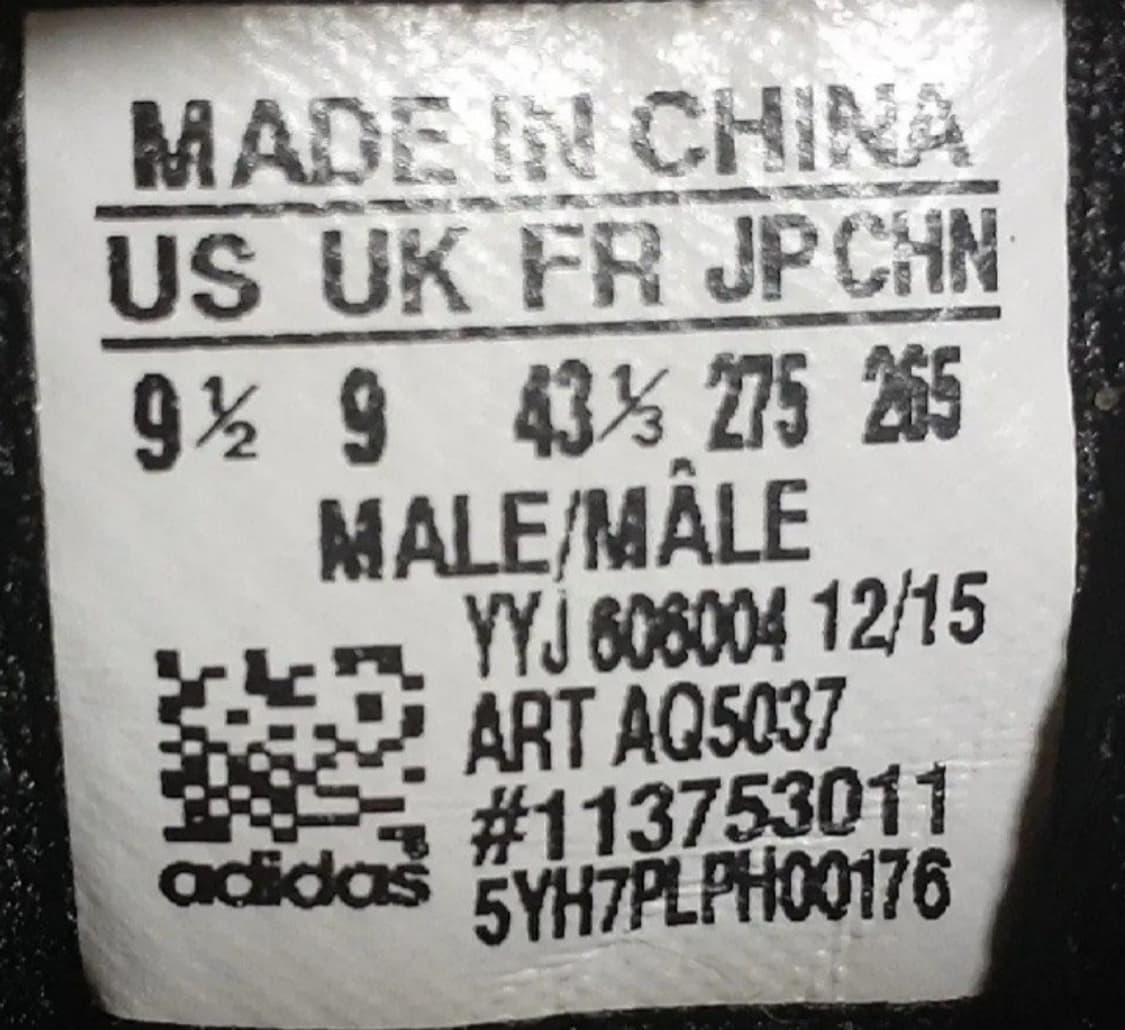 MADE IN CHINA
US UK FR JP CHN
9½ 9 43⅓ 275 265
MALE/MÂLE
YYJ 606004 12/15
ART AQ5037
#113753011
adidas 5YH7PLPH00176